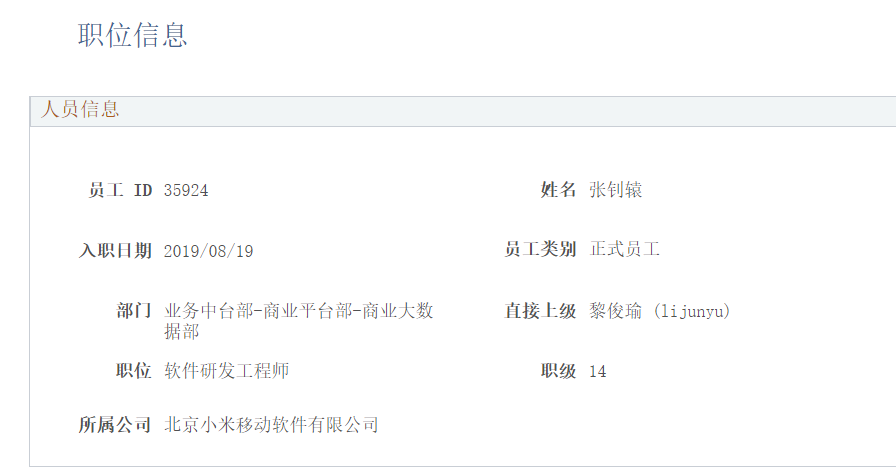 职位信息
人员信息
员工 ID 35924 姓名 张钊辕
入职日期 2019/08/19 员工类别 正式员工
部门 业务中台部-商业平台部-商业大数 直接上级 黎俊瑜 (lijunyu)
据部
职位 软件研发工程师 职级 14
所属公司 北京小米移动软件有限公司